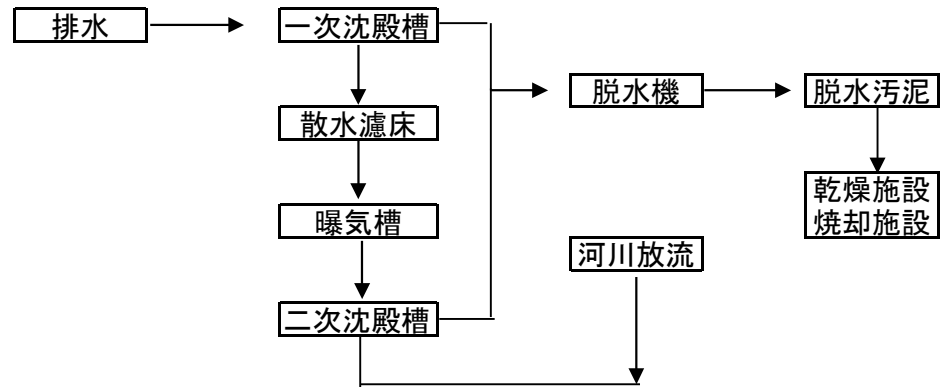 排水
一次沈殿槽
散水濾床
曝気槽
二次沈殿槽
脱水機
脱水汚泥
乾燥施設
焼却施設
河川放流